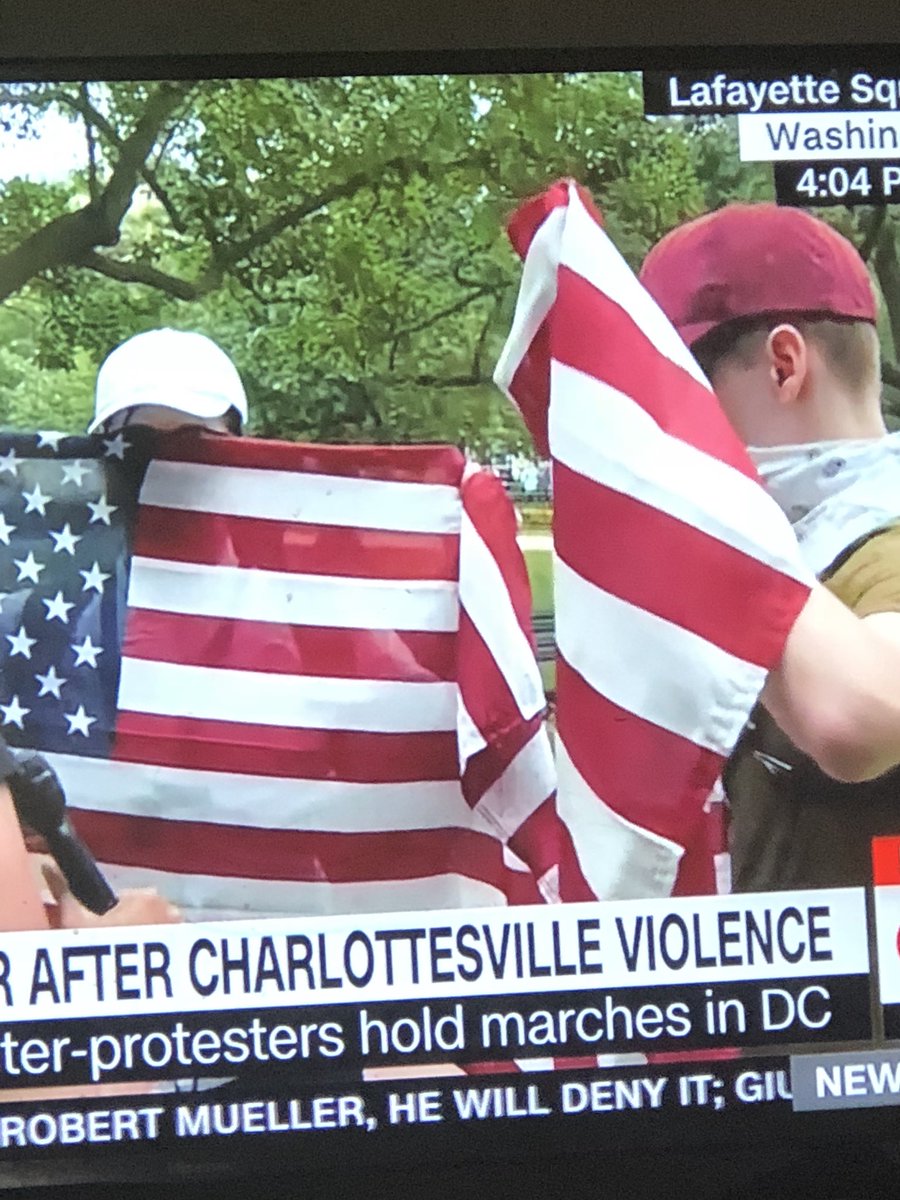 Lafayette Squ
Washin
4:04 P
R AFTER CHARLOTTESVILLE VIOLENCE
ter-protesters hold marches in DC
ROBERT MUELLER, HE WILL DENY IT; GIU
NEW